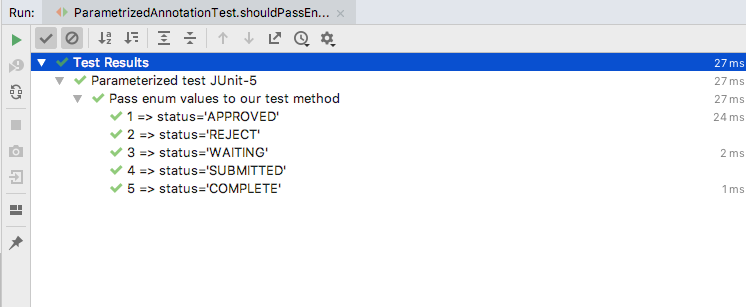 Run: ParametrizedAnnotationTest.shouldPassEn... ×
Test Results 27 ms
Parameterized test JUnit-5 27 ms
Pass enum values to our test method 27 ms
1 => status='APPROVED' 24 ms
2 => status='REJECT'
3 => status='WAITING' 2 ms
4 => status='SUBMITTED'
5 => status='COMPLETE' 1 ms